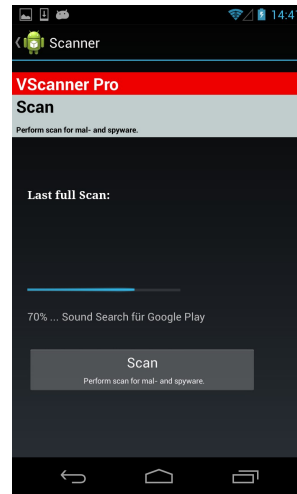 14:41
Scanner
VScanner Pro
Scan
Perform scan for mal- and spyware.
Last full Scan:
70% ... Sound Search für Google Play
Scan
Perform scan for mal- and spyware.